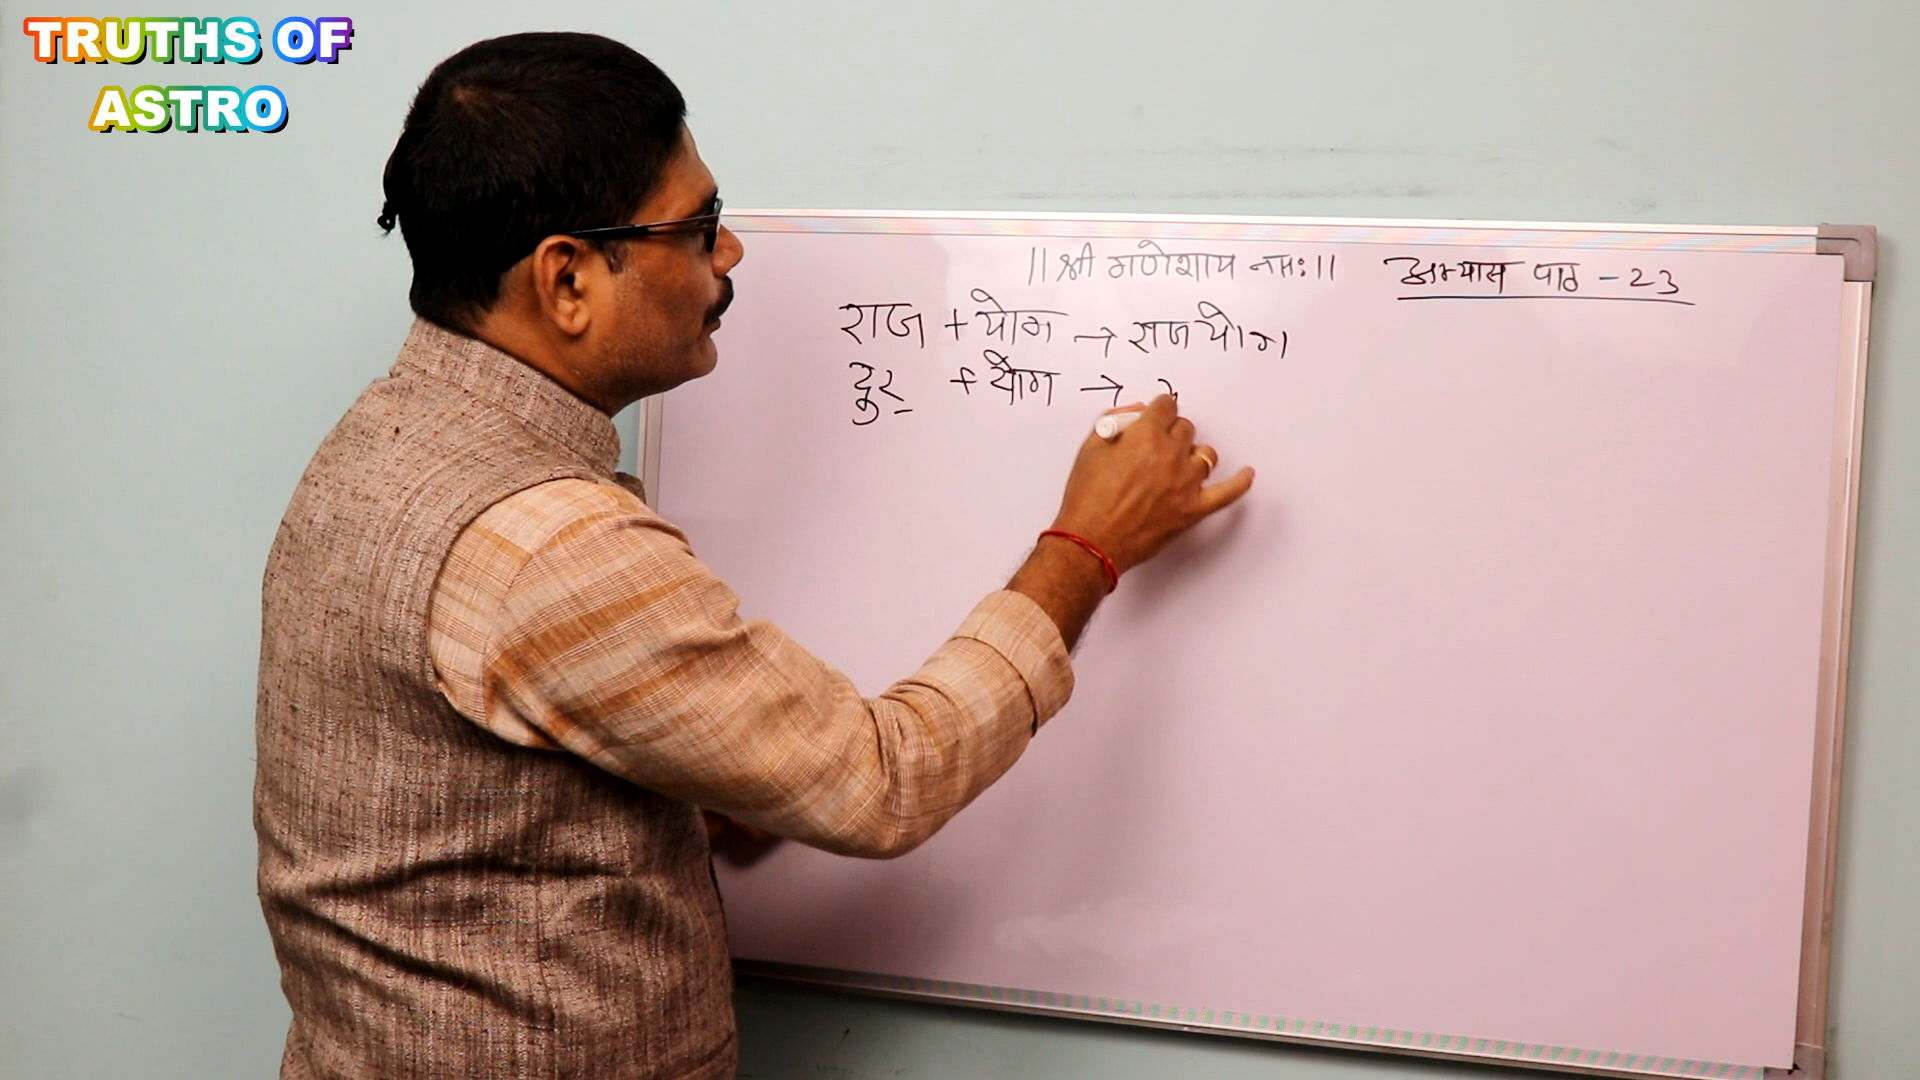 TRUTHS OF
ASTRO
||श्री गणेशाय नमः|| अभ्यास पाठ - 23
राज + योग → राजयोग
दुर् + योग →